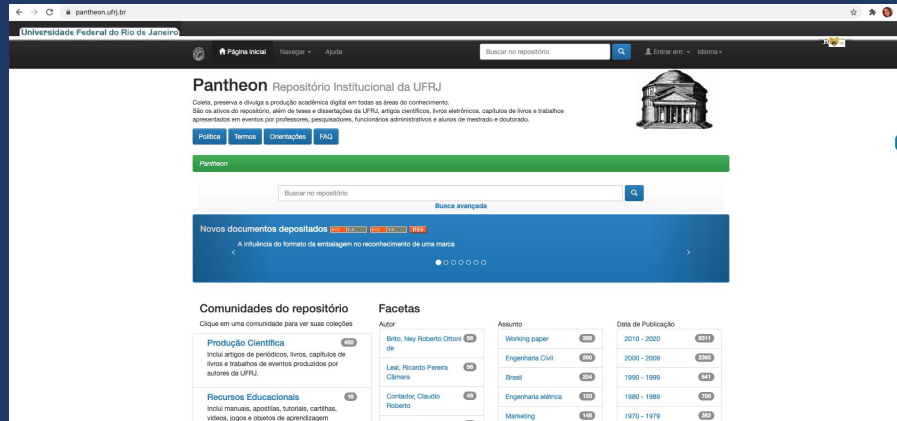 pantheon.ufrj.br
Universidade Federal do Rio de Janeiro
Página inicial Navegar Ajuda Buscar no repositório Entrar em: Idioma
Pantheon Repositório Institucional da UFRJ
Coleta, preserva e divulga a produção acadêmica digital em todas as áreas do conhecimento.
São os ativos do repositório, além de teses e dissertações da UFRJ, artigos científicos, livros eletrônicos, capítulos de livros e trabalhos
apresentados em eventos por professores, pesquisadores, funcionários administrativos e alunos de mestrado e doutorado.
Política Termos Orientações FAQ
Pantheon
Buscar no repositório
Busca avançada
Novos documentos depositados RSS 1.0 RSS 2.0 RSS
A influência do formato da embalagem no reconhecimento de uma marca
Comunidades do repositório
Clique em uma comunidade para ver suas coleções
Produção Científica 450
Inclui artigos de periódicos, livros, capítulos de
livros e trabalhos de eventos produzidos por
autores da UFRJ.
Recursos Educacionais 16
Inclui manuais, apostilas, tutoriais, cartilhas,
vídeos, jogos e objetos de aprendizagem
Facetas
Autor
Brito, Ney Roberto Ottoni 56
de
Leal, Ricardo Pereira 56
Câmara
Contador, Claudio 48
Roberto
Assunto
Working paper 386
Engenharia Civil 260
Brasil 204
Engenharia elétrica 153
Marketing 148
Data de Publicação
2010 - 2020 8311
2000 - 2009 2395
1990 - 1999 641
1980 - 1989 700
1970 - 1979 382